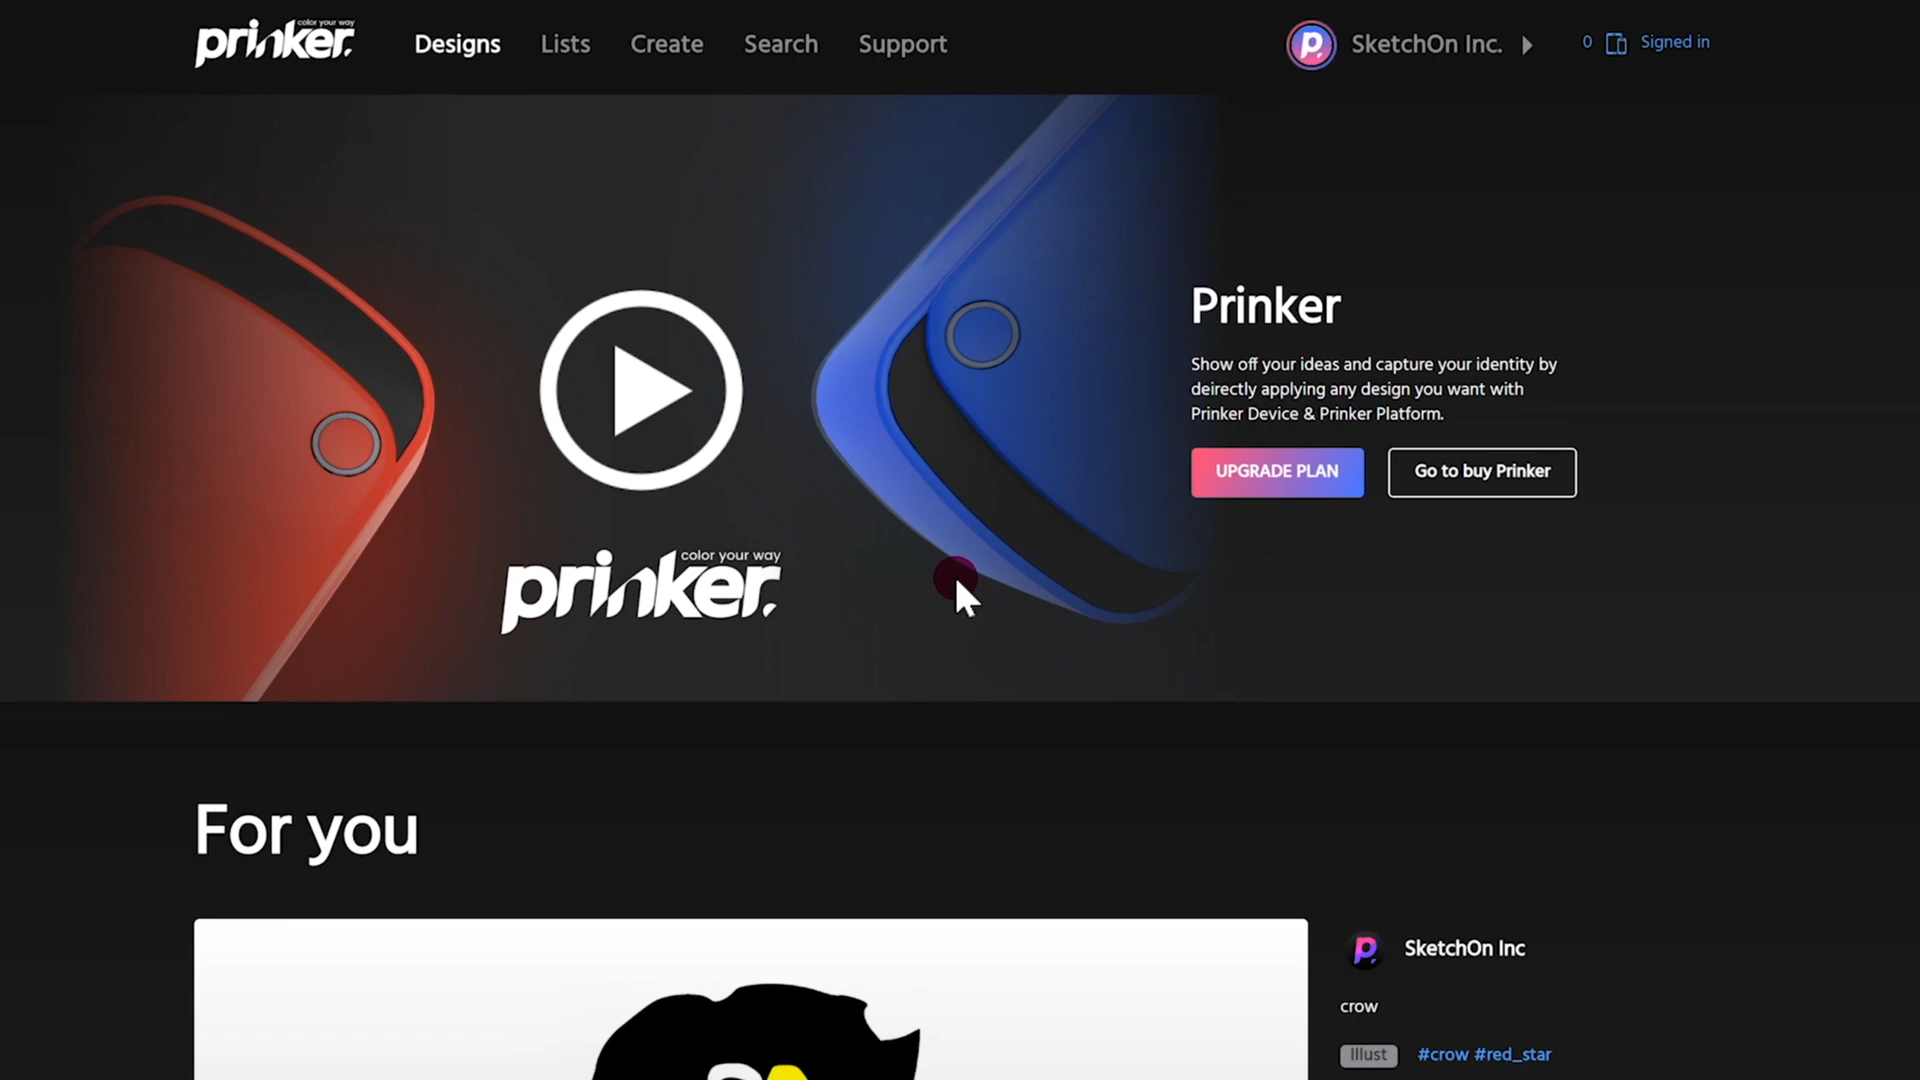 color your way
prinker.
Designs
Lists
Create
Search
Support
SketchOn Inc.
0
Signed in
color your way
prinker.
Prinker
Show off your ideas and capture your identity by
deirectly applying any design you want with
Prinker Device & Prinker Platform.
UPGRADE PLAN
Go to buy Prinker
For you
SketchOn Inc
crow
Illust
#crow #red_star